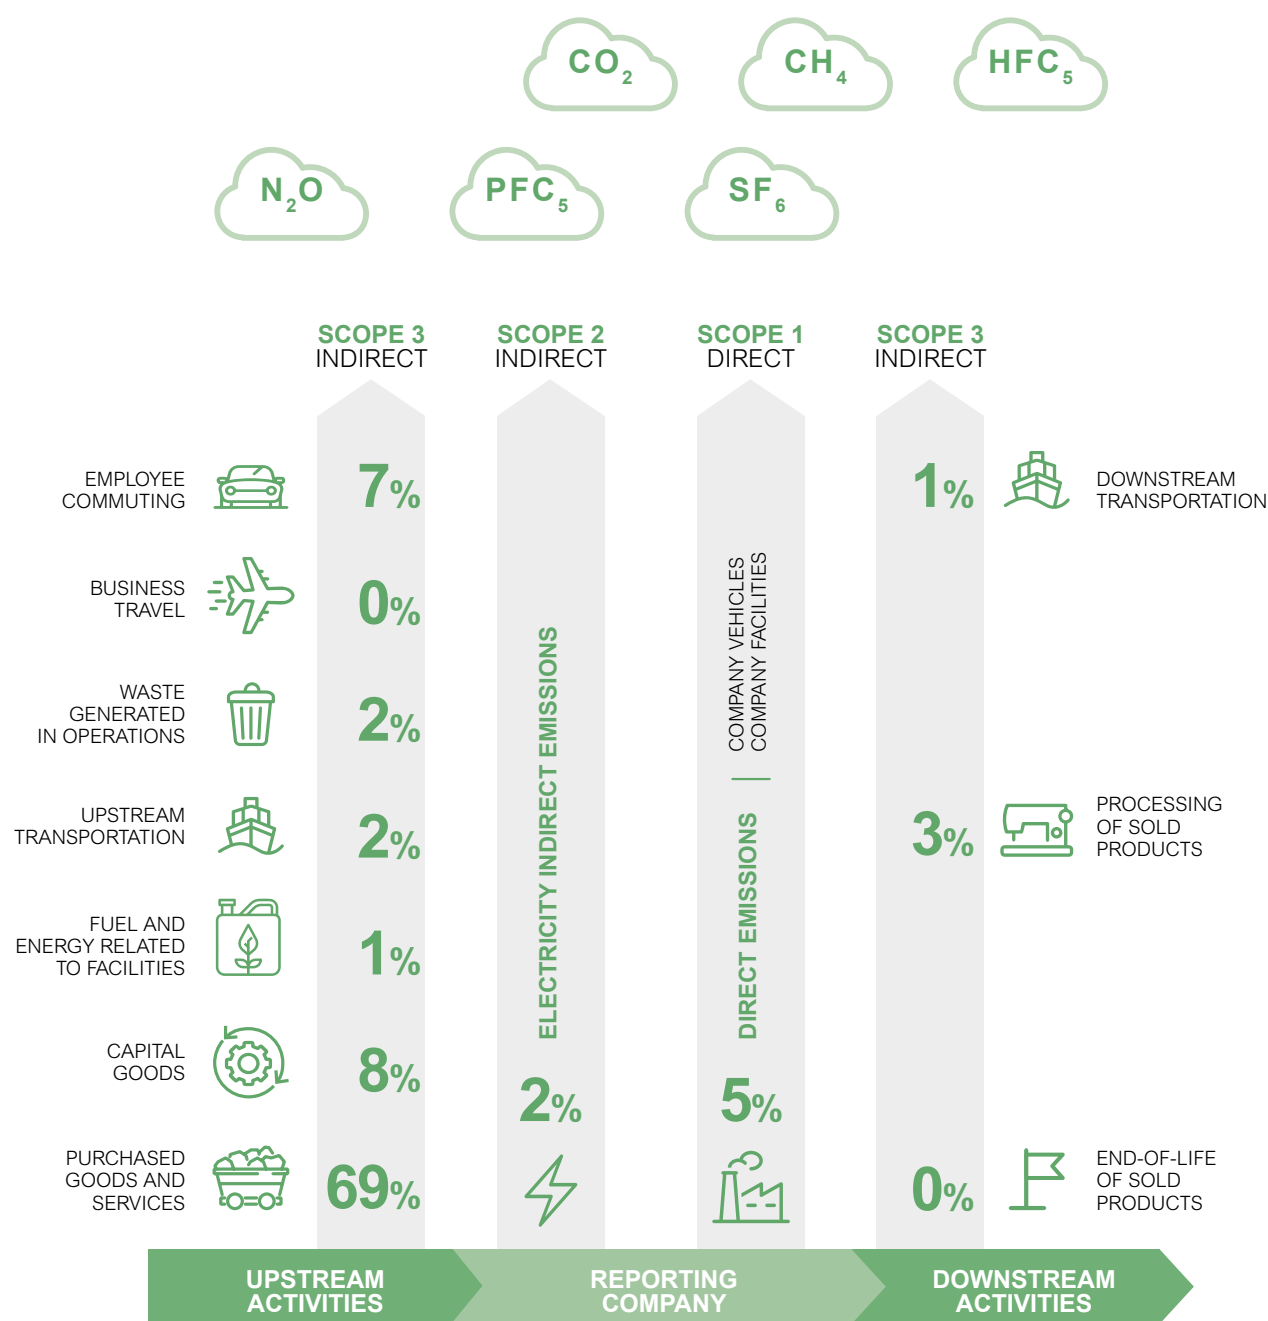 CO2
CH4
HFC5
N2O
PFC5
SF6
SCOPE 3
INDIRECT
SCOPE 2
INDIRECT
SCOPE 1
DIRECT
SCOPE 3
INDIRECT
EMPLOYEE
COMMUTING
7%
BUSINESS
TRAVEL
0%
WASTE
GENERATED
IN OPERATIONS
2%
UPSTREAM
TRANSPORTATION
2%
FUEL AND
ENERGY RELATED
TO FACILITIES
1%
CAPITAL
GOODS
8%
PURCHASED
GOODS AND
SERVICES
69%
ELECTRICITY INDIRECT EMISSIONS
2%
DIRECT EMISSIONS
COMPANY VEHICLES
COMPANY FACILITIES
5%
1%
DOWNSTREAM
TRANSPORTATION
3%
PROCESSING
OF SOLD
PRODUCTS
0%
END-OF-LIFE
OF SOLD
PRODUCTS
UPSTREAM
ACTIVITIES
REPORTING
COMPANY
DOWNSTREAM
ACTIVITIES